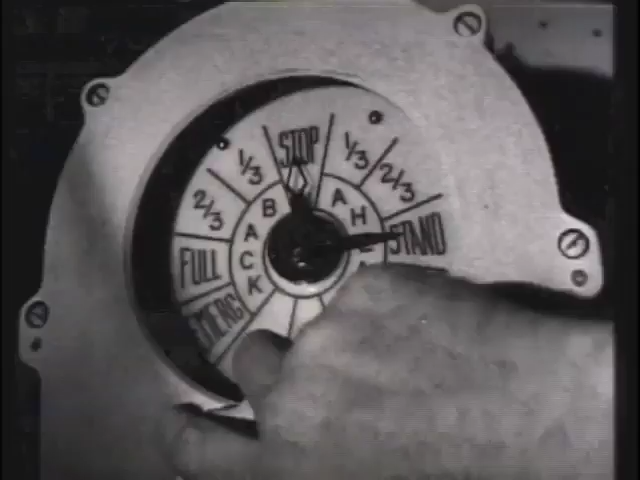 STOP
1/3
2/3
STAND
AH
1/3
2/3
FULL
EMERG
BACK